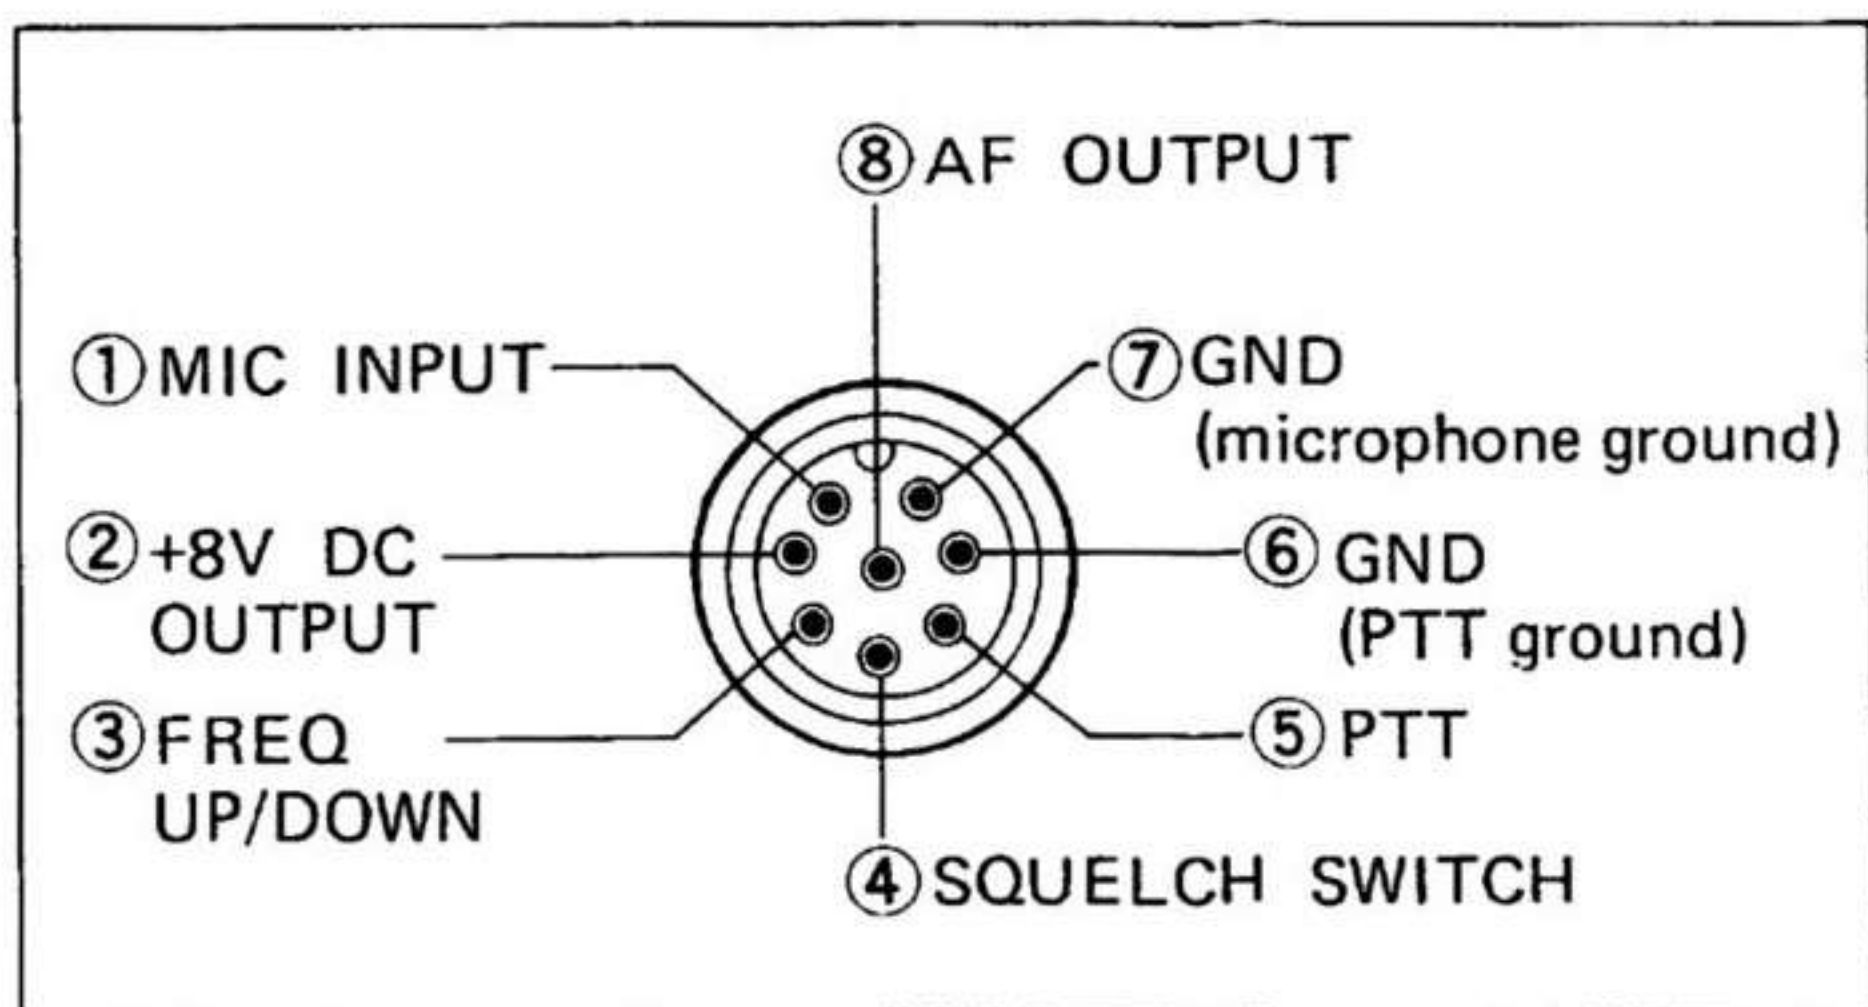 ⑧AF OUTPUT
①MIC INPUT
⑦GND
(microphone ground)
②+8V DC
OUTPUT
⑥GND
(PTT ground)
③FREQ
UP/DOWN
⑤PTT
④SQUELCH SWITCH